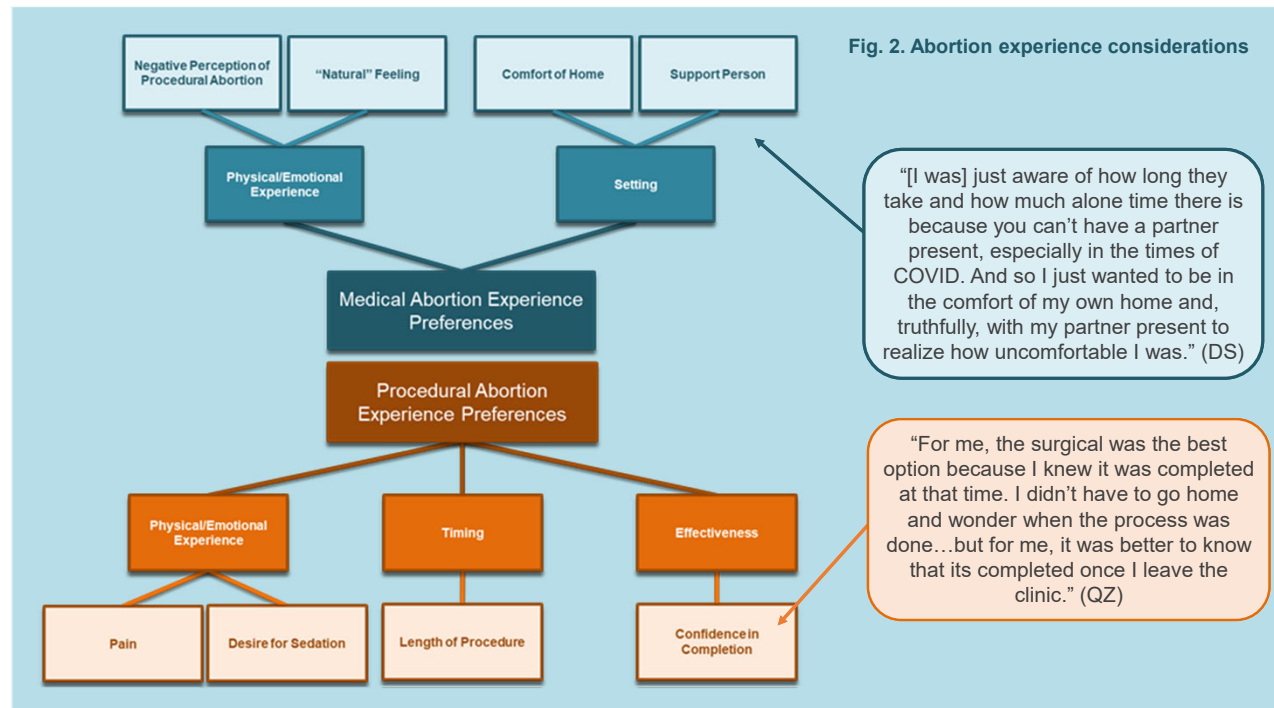 Fig. 2. Abortion experience considerations
Negative Perception of
Procedural Abortion
“Natural” Feeling
Comfort of Home
Support Person
Physical/Emotional
Experience
Setting
Medical Abortion Experience
Preferences
“[I was] just aware of how long they
take and how much alone time there is
because you can’t have a partner
present, especially in the times of
COVID. And so I just wanted to be in
the comfort of my own home and,
truthfully, with my partner present to
realize how uncomfortable I was.” (DS)
Procedural Abortion
Experience Preferences
Physical/Emotional
Experience
Timing
Effectiveness
Pain
Desire for Sedation
Length of Procedure
Confidence in
Completion
“For me, the surgical was the best
option because I knew it was completed
at that time. I didn’t have to go home
and wonder when the process was
done…but for me, it was better to know
that its completed once I leave the
clinic.” (QZ)